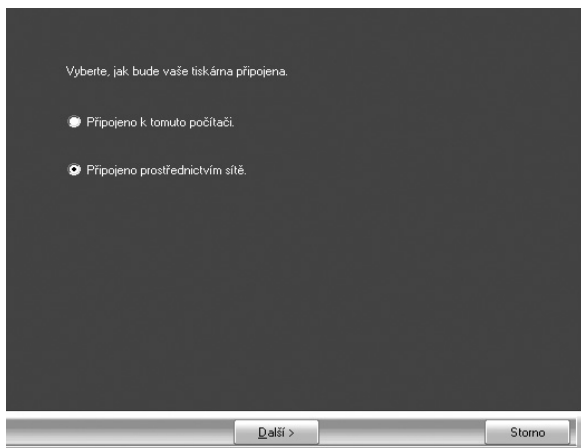 Vyberte, jak bude vaše tiskárna připojena.
Připojeno k tomuto počítači.
Připojeno prostřednictvím sítě.
Další >
Storno